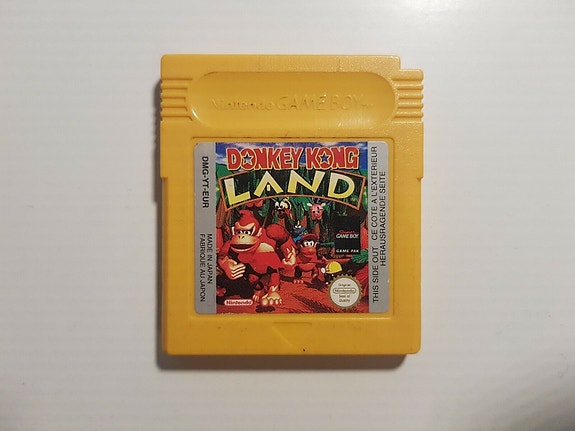 Nintendo GAME BOY
DONKEY KONG
LAND
DMG-YT-EUR
MADE IN JAPAN
FABRIQUE AU JAPON
Nintendo
GAME BOY
GAME PAK
Original
Nintendo
Seal of
Quality
THIS SIDE OUT CE COTE A L'EXTERIEUR
HERAUSRAGENDE SEITE